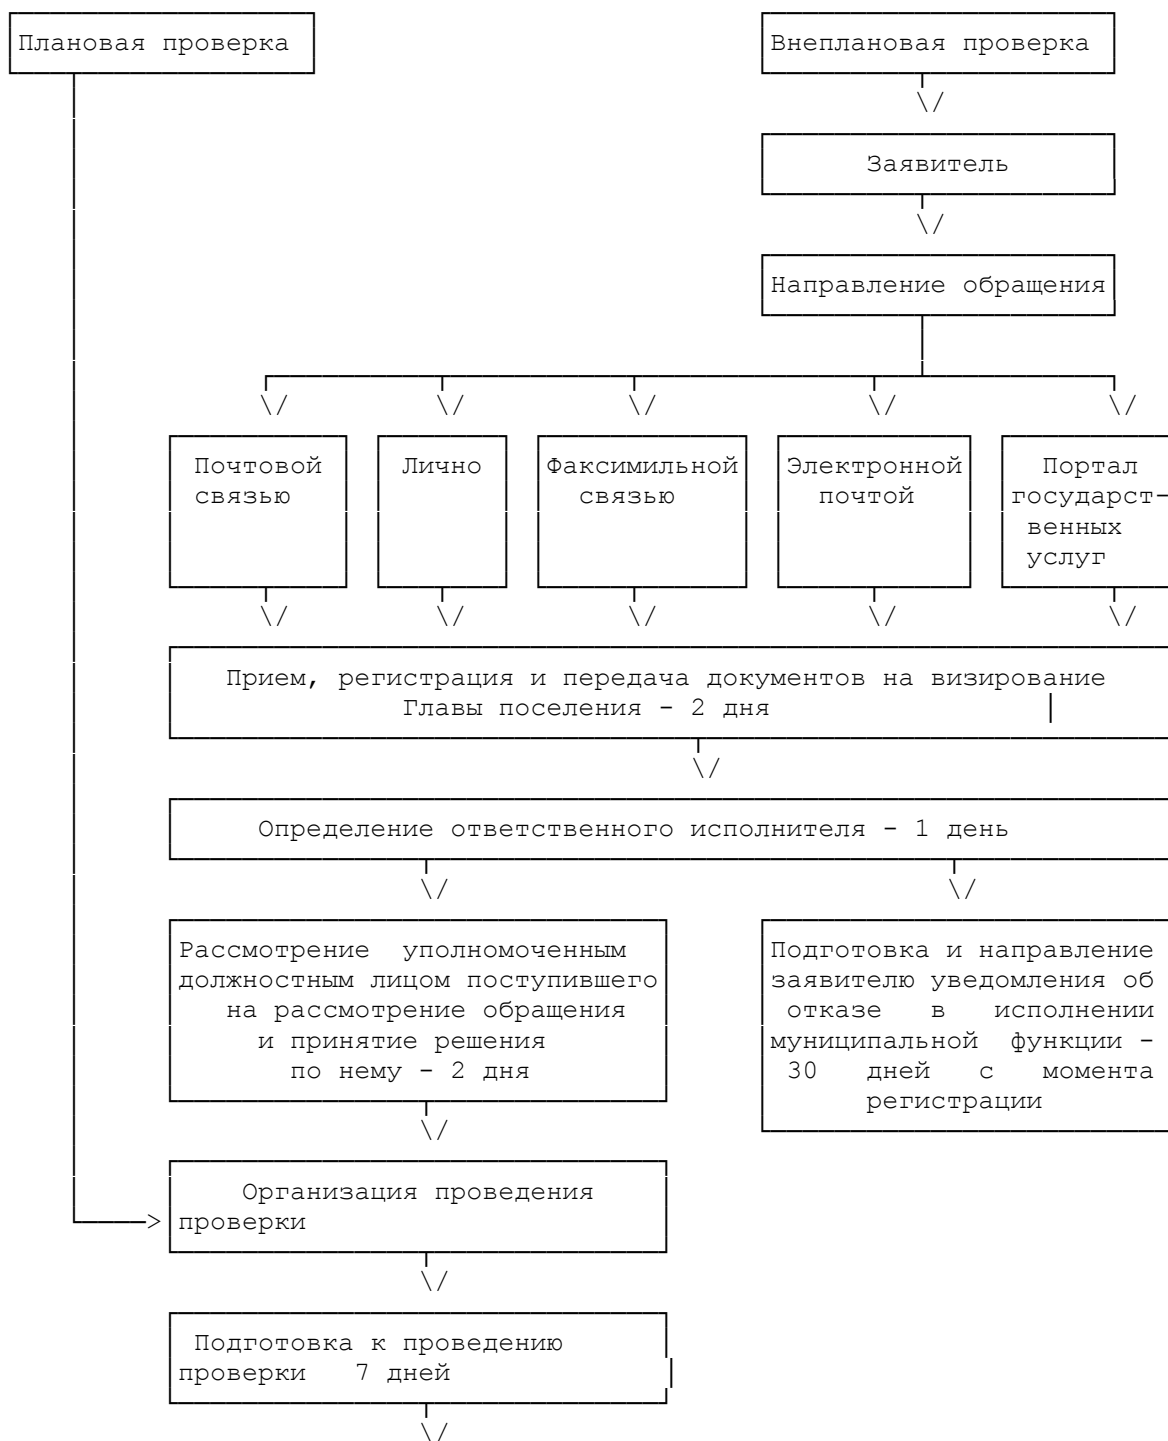 Плановая проверка
Внеплановая проверка
Заявитель
Направление обращения
Почтовой
связью
Лично
Факсимильной
связью
Электронной
почтой
Портал
государст-
венных
услуг
Прием, регистрация и передача документов на визирование
Главы поселения - 2 дня
Определение ответственного исполнителя - 1 день
Рассмотрение уполномоченным
должностным лицом поступившего
на рассмотрение обращения
и принятие решения
по нему - 2 дня
Подготовка и направление
заявителю уведомления об
отказе в исполнении
муниципальной функции -
30 дней с момента
регистрации
Организация проведения
проверки
Подготовка к проведению
проверки 7 дней